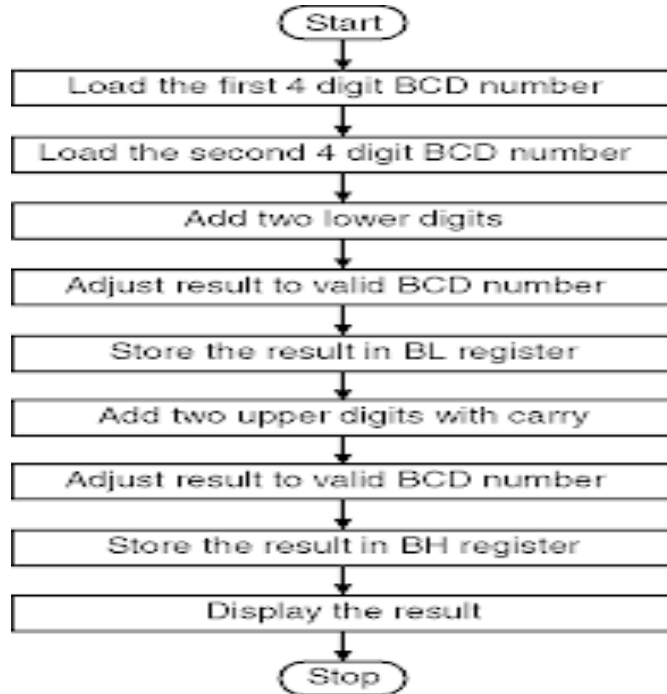 Start
Load the first 4 digit BCD number
Load the second 4 digit BCD number
Add two lower digits
Adjust result to valid BCD number
Store the result in BL register
Add two upper digits with carry
Adjust result to valid BCD number
Store the result in BH register
Display the result
Stop